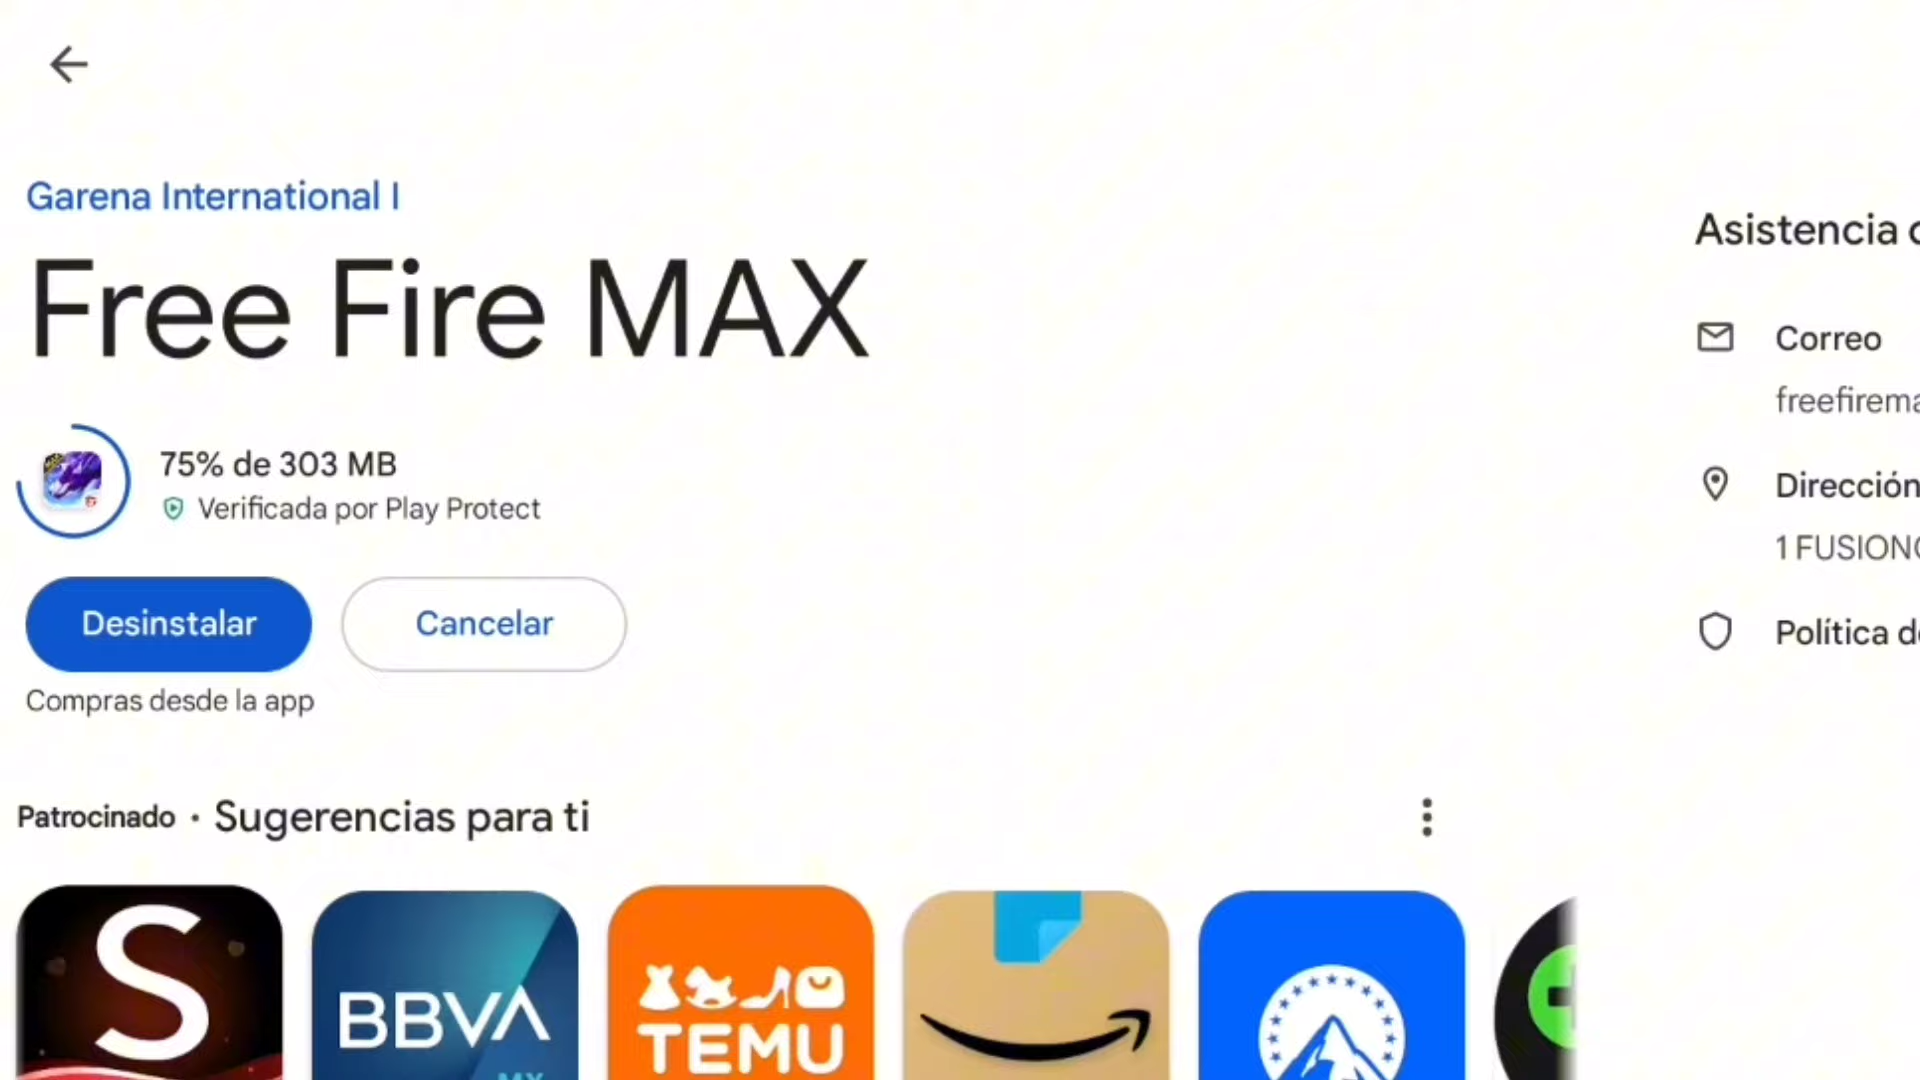 Garena International I
Free Fire MAX
75% de 303 MB
Verificada por Play Protect
Desinstalar
Cancelar
Compras desde la app
Patrocinado • Sugerencias para ti
S
BBVA
TEMU
Asistencia
Correo
Dirección
Política